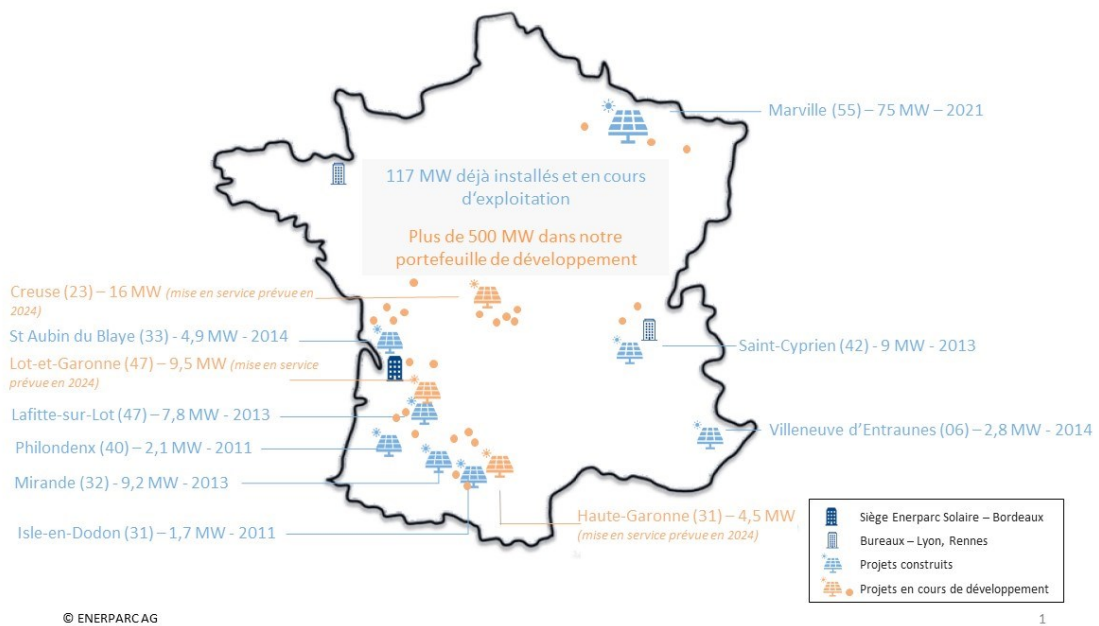 Marville (55) – 75 MW – 2021
117 MW déjà installés et en cours
d‘exploitation
Plus de 500 MW dans notre
portefeuille de développement
Creuse (23) – 16 MW (mise en service prévue en
2024)
St Aubin du Blaye (33) - 4,9 MW - 2014
Lot-et-Garonne (47) – 9,5 MW (mise en service
prévue en 2024)
Lafitte-sur-Lot (47) – 7,8 MW - 2013
Philondenx (40) – 2,1 MW - 2011
Mirande (32) - 9,2 MW - 2013
Isle-en-Dodon (31) – 1,7 MW - 2011
Saint-Cyprien (42) - 9 MW - 2013
Villeneuve d’Entraunes (06) – 2,8 MW - 2014
Haute-Garonne (31) – 4,5 MW
(mise en service prévue en 2024)
Siège Enerparc Solaire – Bordeaux
Bureaux – Lyon, Rennes
Projets construits
Projets en cours de développement
© ENERPARC AG
1